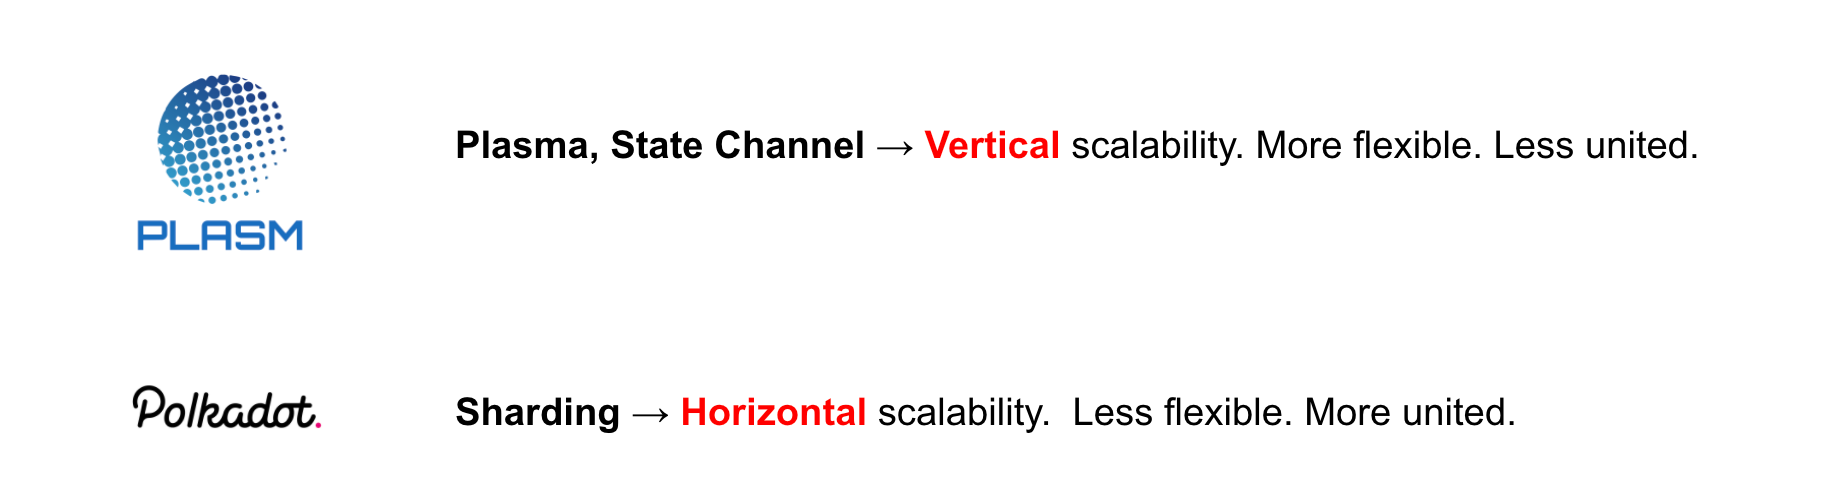 Plasma, State Channel → Vertical scalability. More flexible. Less united.
PLASM
Polkadot.
Sharding → Horizontal scalability.  Less flexible. More united.